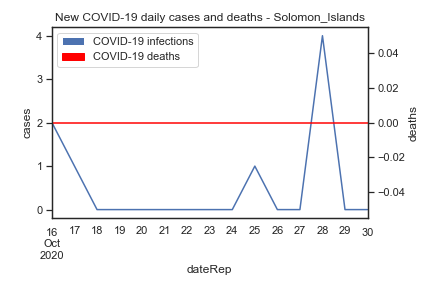 New COVID-19 daily cases and deaths - Solomon_Islands
COVID-19 infections
COVID-19 deaths
4
3
2
1
0
cases
0.04
0.02
0.00
−0.02
−0.04
deaths
16 17 18 19 20 21 22 23 24 25 26 27 28 29 30
Oct
2020
dateRep